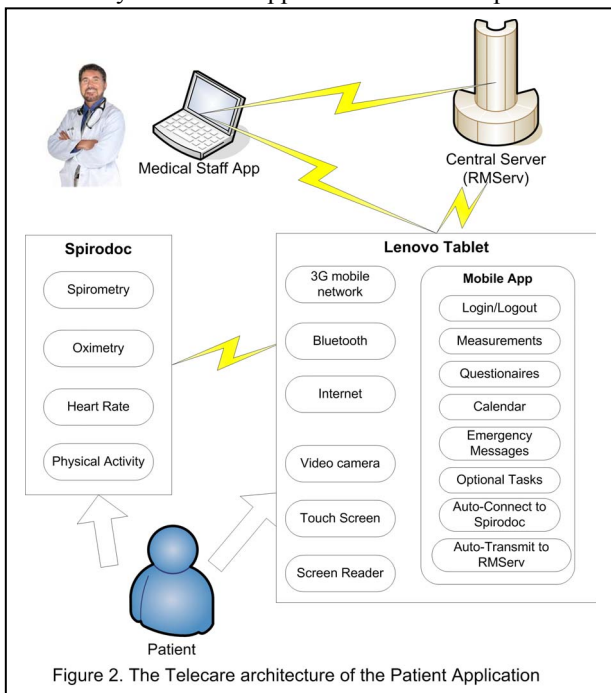 Medical Staff App
Central Server
(RMServ)
Spirodoc
Spirometry
Oximetry
Heart Rate
Physical Activity
Lenovo Tablet
3G mobile
network
Bluetooth
Internet
Video camera
Touch Screen
Screen Reader
Mobile App
Login/Logout
Measurements
Questionaires
Calendar
Emergency
Messages
Optional Tasks
Auto-Connect to
Spirodoc
Auto-Transmit to
RMServ
Patient
Figure 2. The Telecare architecture of the Patient Application